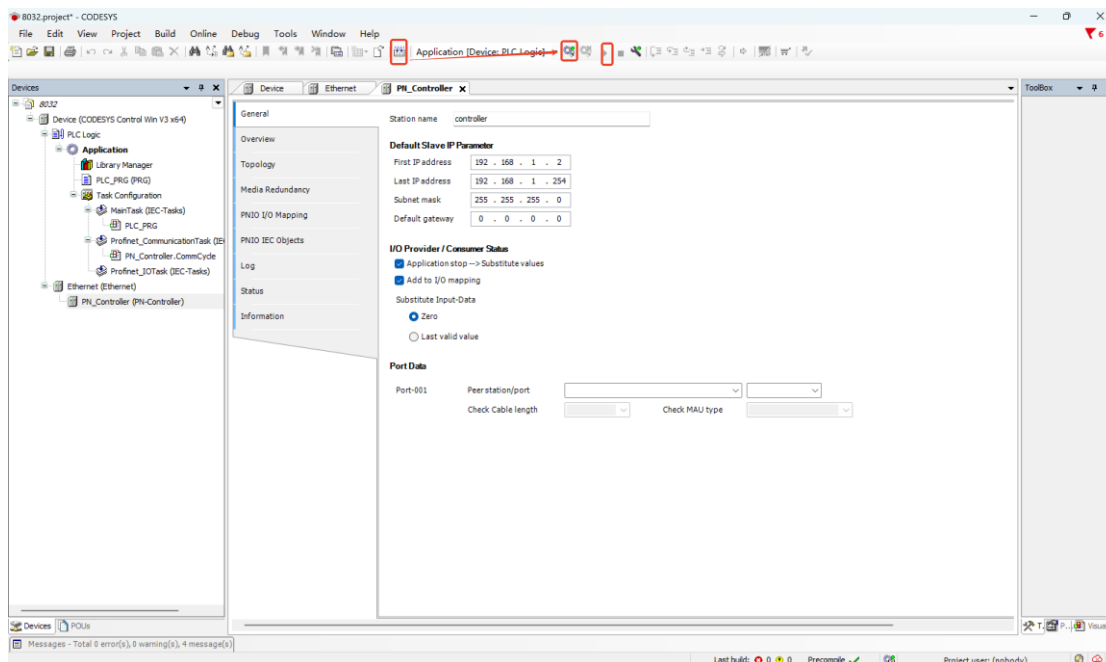 8032.project* - CODESYS
File Edit View Project Build Online Debug Tools Window Help
Application [Device: PLC Logic]
6
Devices
Device Ethernet PN_Controller
ToolBox
8032
Device (CODESYS Control Win V3 x64)
PLC Logic
Application
Library Manager
PLC_PRG (PRG)
Task Configuration
MainTask (IEC-Tasks)
PLC_PRG
Profinet_CommunicationTask (IE
PN_Controller.CommCycle
Profinet_IOTask (IEC-Tasks)
Ethernet (Ethernet)
PN_Controller (PN-Controller)
General
Overview
Topology
Media Redundancy
PNIO I/O Mapping
PNIO IEC Objects
Log
Status
Information
Station name controller
Default Slave IP Parameter
First IP address 192 . 168 . 1 . 2
Last IP address 192 . 168 . 1 . 254
Subnet mask 255 . 255 . 255 . 0
Default gateway 0 . 0 . 0 . 0
I/O Provider / Consumer Status
Application stop --> Substitute values
Add to I/O mapping
Substitute Input-Data
Zero
Last valid value
Port Data
Port-001 Peer station/port
Check Cable length Check MAU type
Devices POUs
T.. P.. Visua
Messages - Total 0 error(s), 0 warning(s), 4 message(s)
Last build: 0 0 Precompile Project user: (nobody)